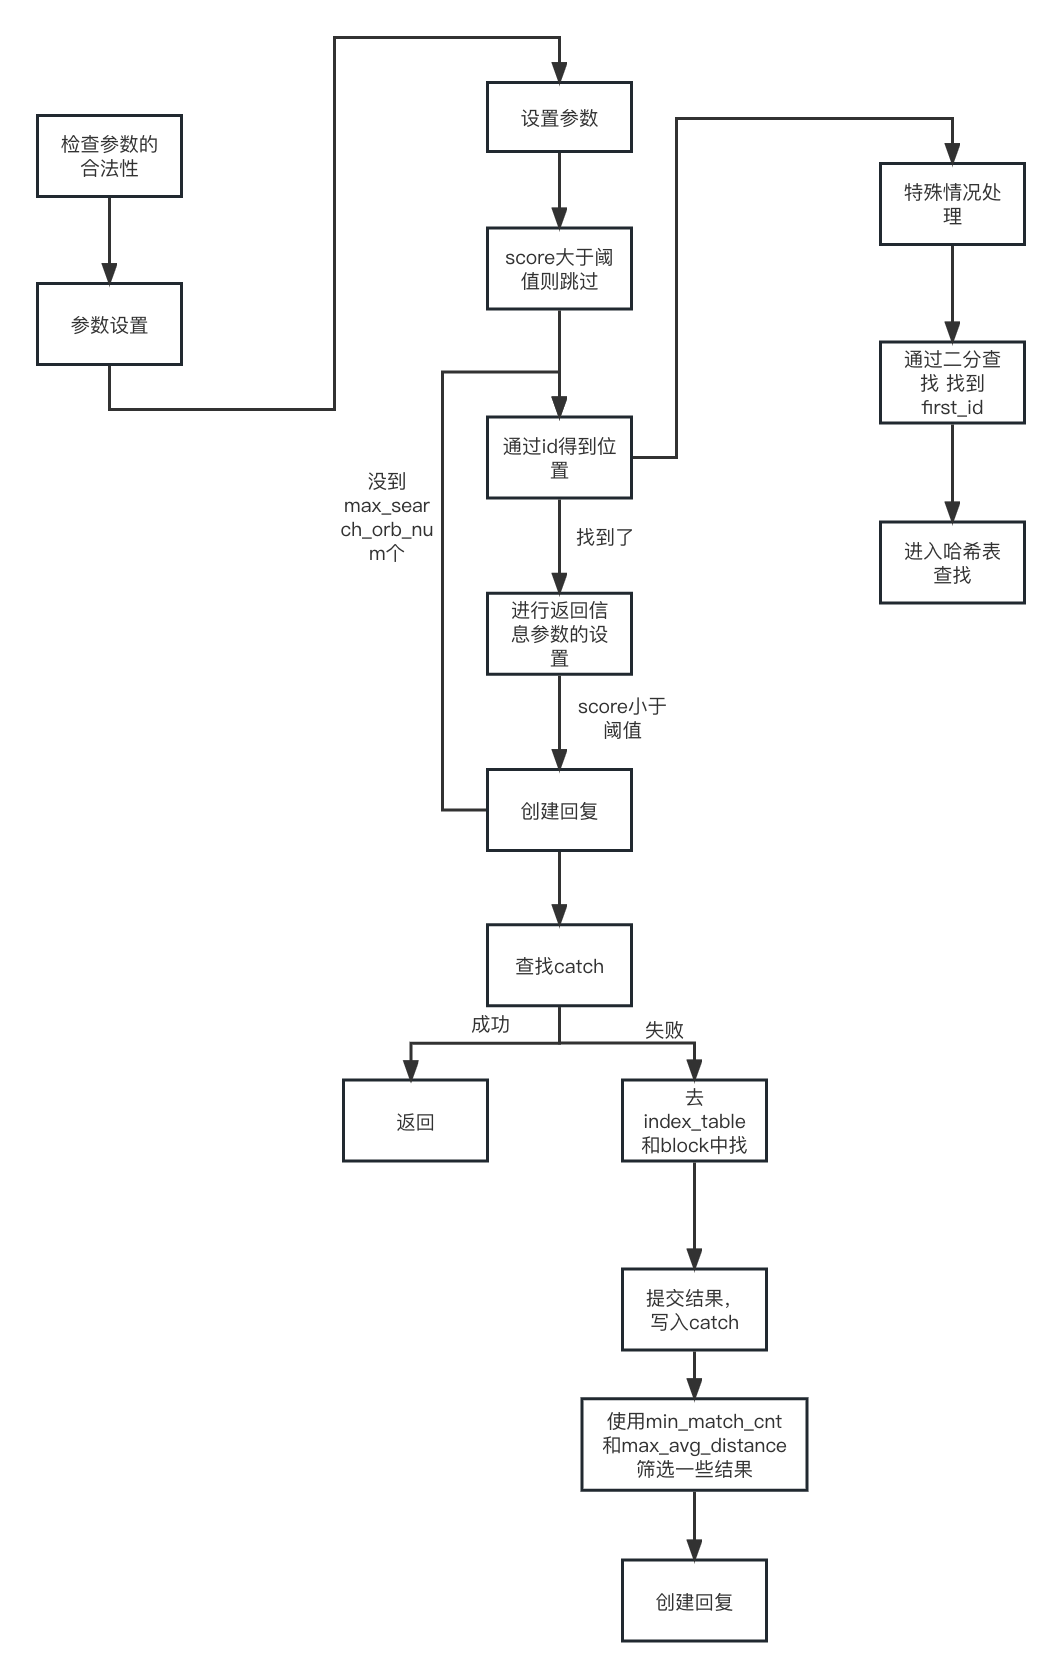 检查参数的
合法性
参数设置
设置参数
score大于阈
值则跳过
没到
max_sear
ch_orb_nu
m个
通过id得到位
置
找到了
进行返回信
息参数的设
置
score小于
阈值
创建回复
查找catch
成功
失败
返回
去
index_table
和block中找
提交结果，
写入catch
使用min_match_cnt
和max_avg_distance
筛选一些结果
创建回复
特殊情况处
理
通过二分查
找 找到
first_id
进入哈希表
查找